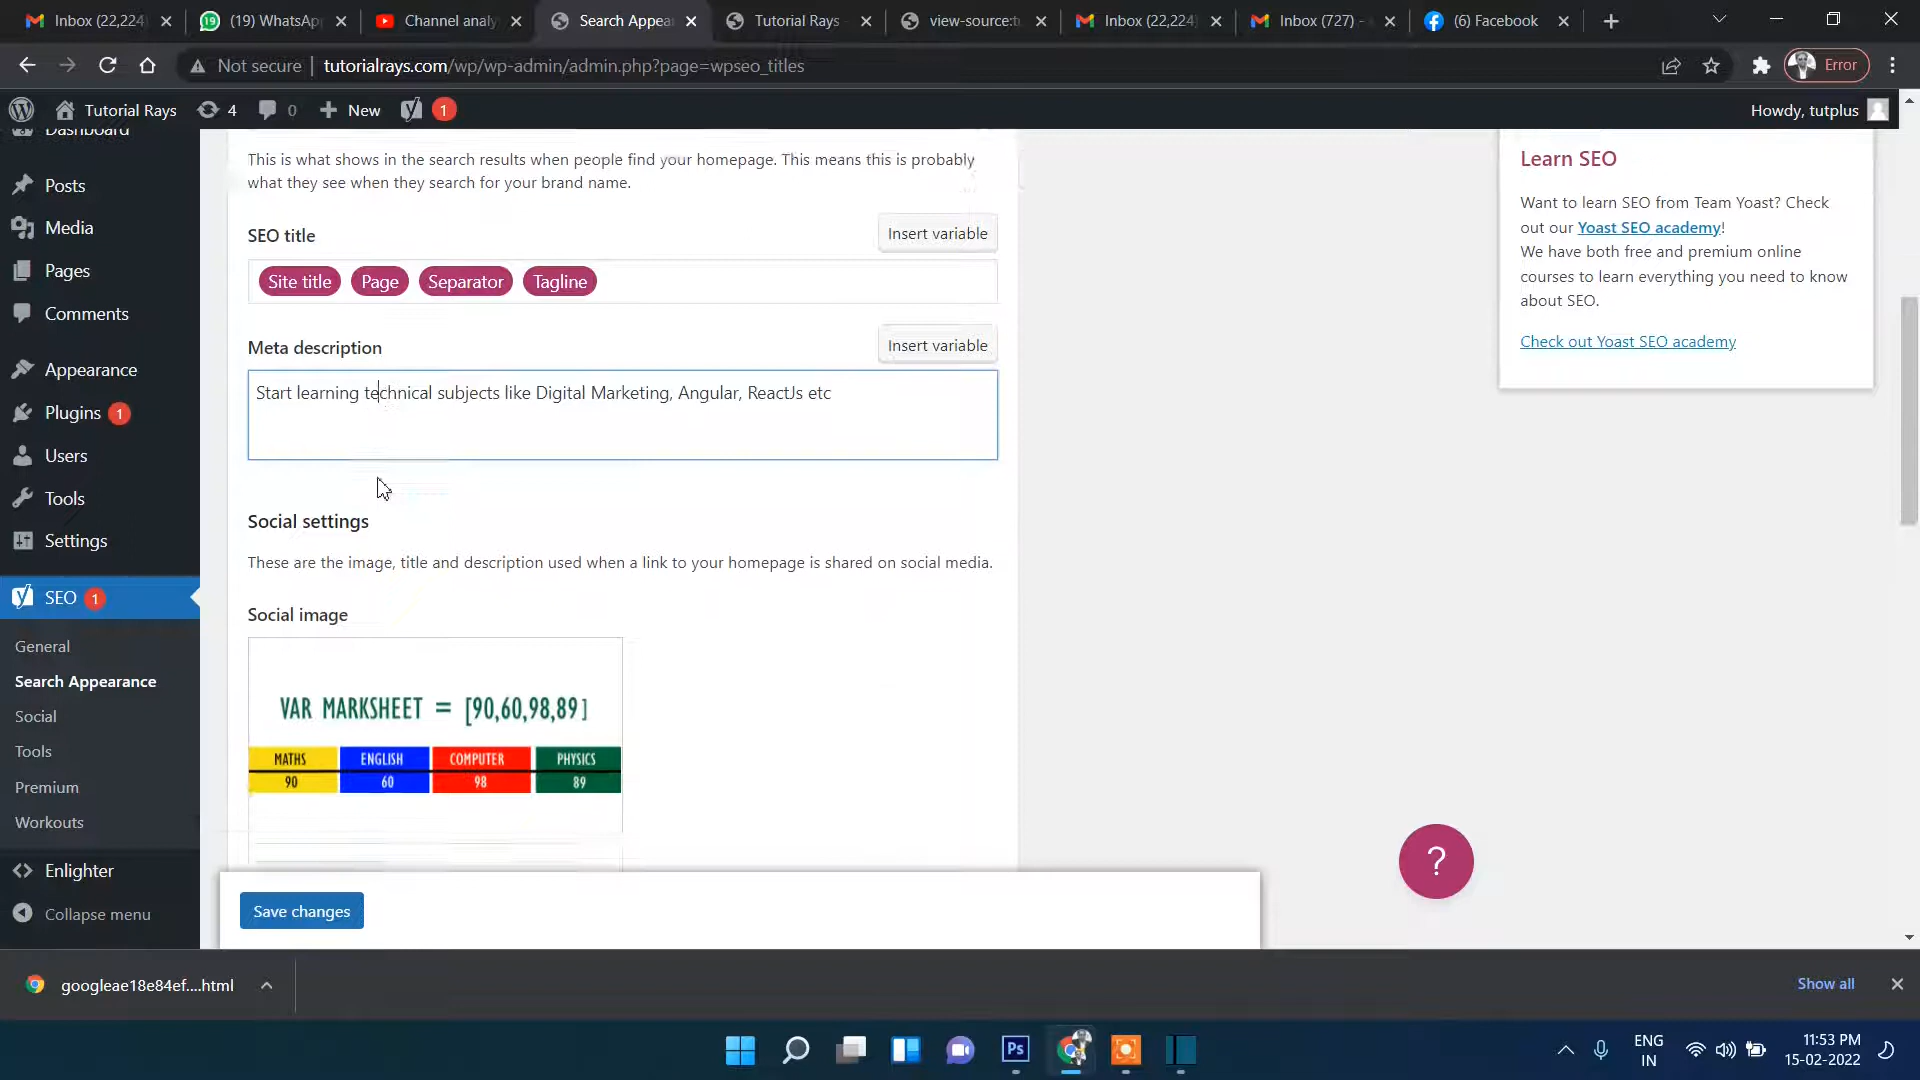 Inbox (22,224)
(19) WhatsApp
Channel analy
Search Appea
Tutorial Rays
view-source:t
Inbox (22,224)
Inbox (727) -
(6) Facebook
Not secure
tutorialrays.com/wp/wp-admin/admin.php?page=wpseo_titles
Error
Tutorial Rays 4 0 New 1
Howdy, tutplus
Dashboard
Posts
Media
Pages
Comments
Appearance
Plugins 1
Users
Tools
Settings
SEO 1
General
Search Appearance
Social
Tools
Premium
Workouts
Enlighter
Collapse menu
This is what shows in the search results when people find your homepage. This means this is probably
what they see when they search for your brand name.
SEO title
Insert variable
Site title Page Separator Tagline
Meta description
Insert variable
Start learning technical subjects like Digital Marketing, Angular, ReactJs etc
Social settings
These are the image, title and description used when a link to your homepage is shared on social media.
Social image
VAR MARKSHEET = [90,60,98,89]
MATHS ENGLISH COMPUTER PHYSICS
90 60 98 89
Save changes
Learn SEO
Want to learn SEO from Team Yoast? Check
out our Yoast SEO academy!
We have both free and premium online
courses to learn everything you need to know
about SEO.
Check out Yoast SEO academy
?
googleae18e84ef....html
Show all
Ps
ENG
IN
11:53 PM
15-02-2022